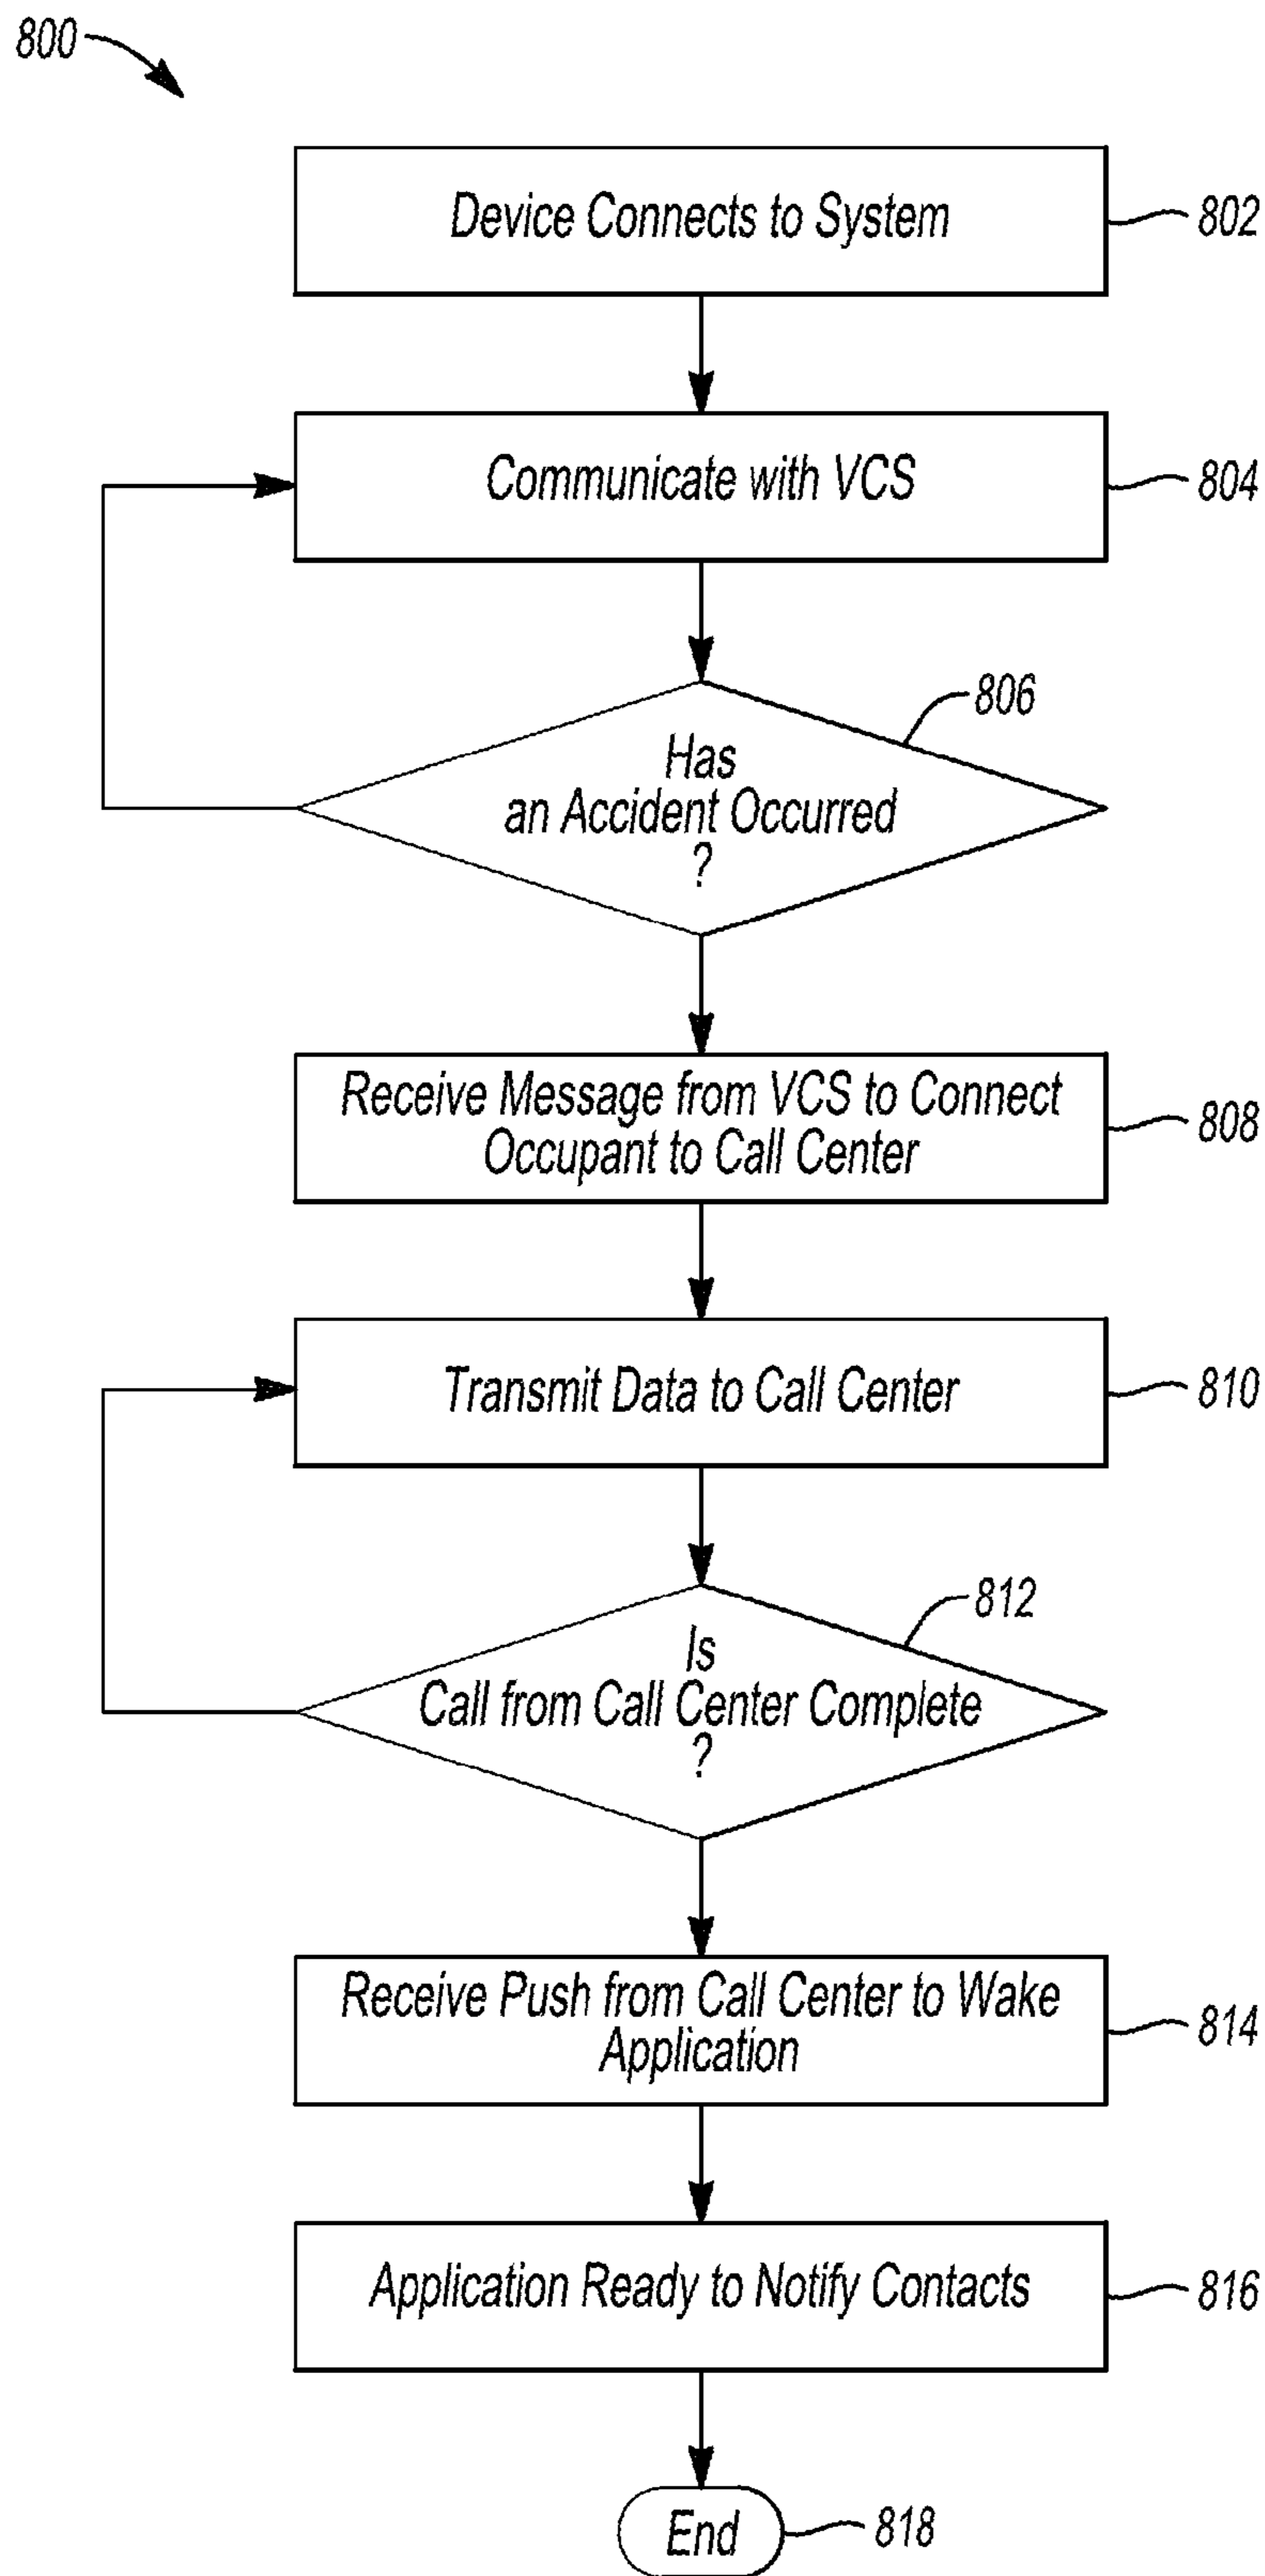 800
Device Connects to System
802
Communicate with VCS
804
806
Has
an Accident Occurred
?
Receive Message from VCS to Connect
Occupant to Call Center
808
Transmit Data to Call Center
810
812
Is
Call from Call Center Complete
?
Receive Push from Call Center to Wake
Application
814
Application Ready to Notify Contacts
816
End
818